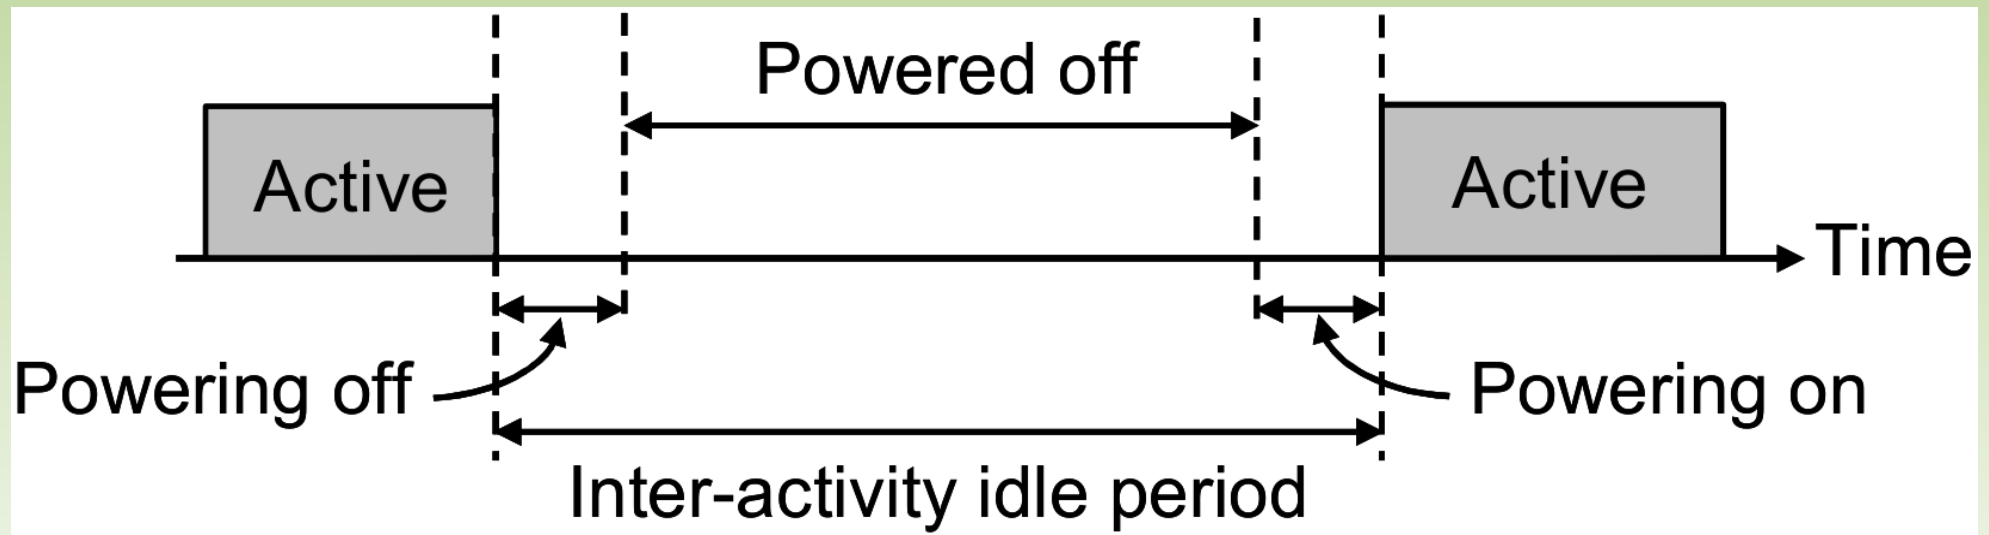 Powered off
Active
Active
Time
Powering off
Powering on
Inter-activity idle period